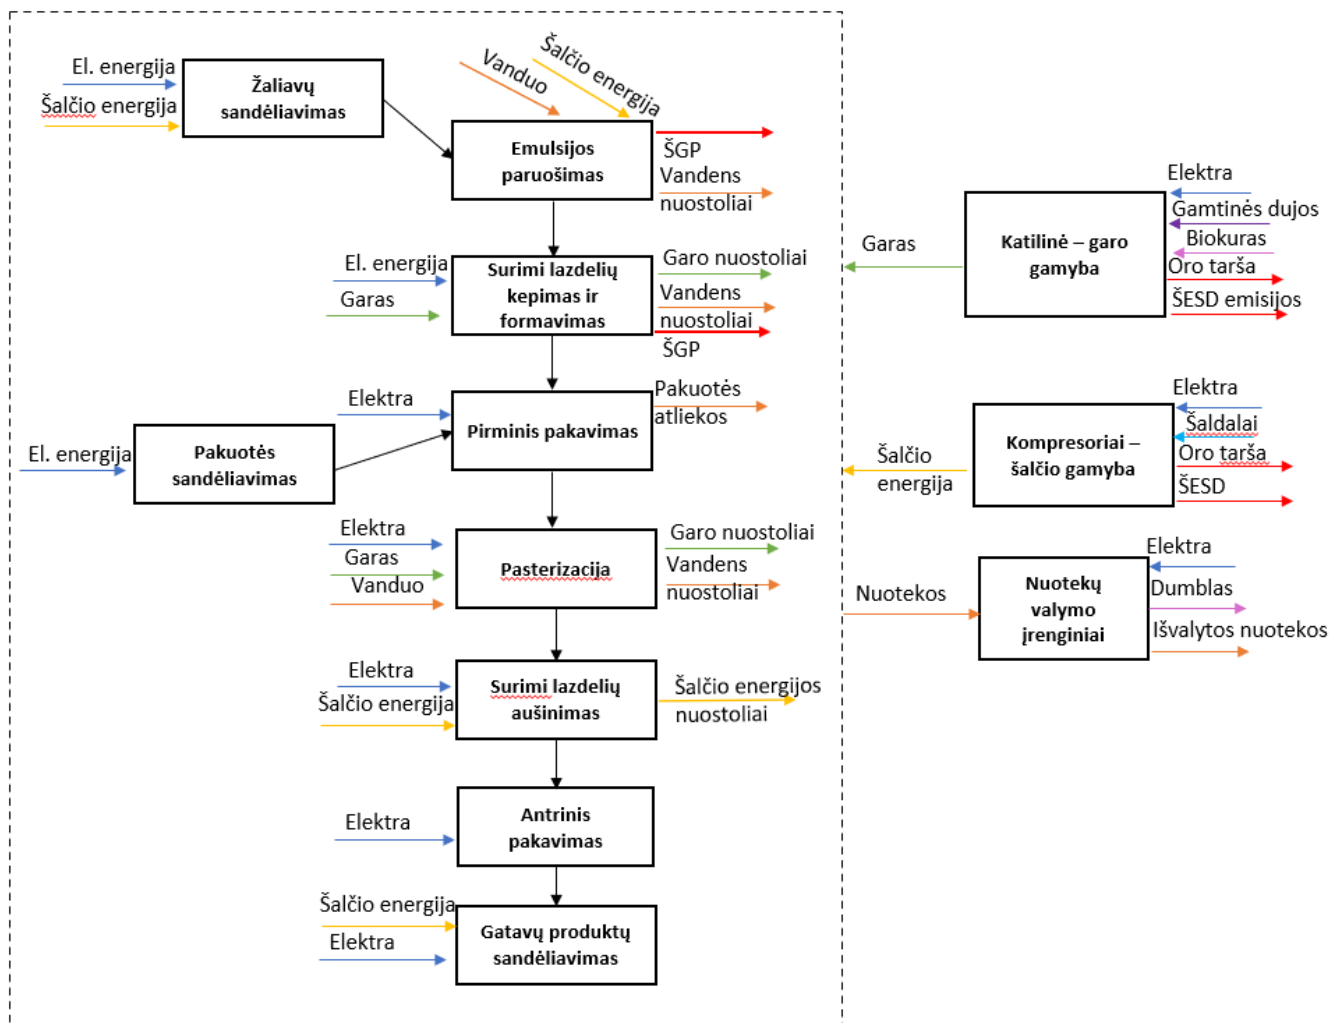 El. energija
Šalčio energija
Žaliavų
sandėliavimas
Vanduo
Šalčio energija
Emulsijos
paruošimas
ŠGP
Vandens
nuostoliai
El. energija
Garas
Surimi lazdelių
kepimas ir
formavimas
Garo nuostoliai
Vandens
nuostoliai
ŠGP
Elektra
Pirminis pakavimas
Pakuotės
atliekos
El. energija
Pakuotės
sandėliavimas
Elektra
Garas
Vanduo
Pasterizacija
Garo nuostoliai
Vandens
nuostoliai
Elektra
Šalčio energija
Surimi lazdelių
aušinimas
Šalčio energijos
nuostoliai
Elektra
Antrinis
pakavimas
Šalčio energija
Elektra
Gatavų produktų
sandėliavimas
Garas
Katilinė – garo
gamyba
Elektra
Gamtinės dujos
Biokuras
Oro tarša
ŠESD emisijos
Šalčio
energija
Kompresoriai –
šalčio gamyba
Elektra
Šaldalai
Oro tarša
ŠESD
Nuotekos
Nuotekų
valymo
įrenginiai
Elektra
Dumblas
Išvalytos nuotekos